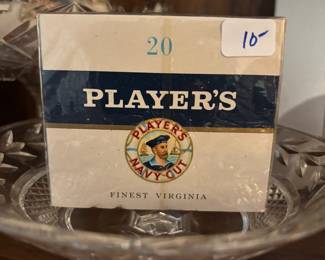 20
10-
PLAYER'S
PLAYER'S
NAVY CUT
FINEST VIRGINIA